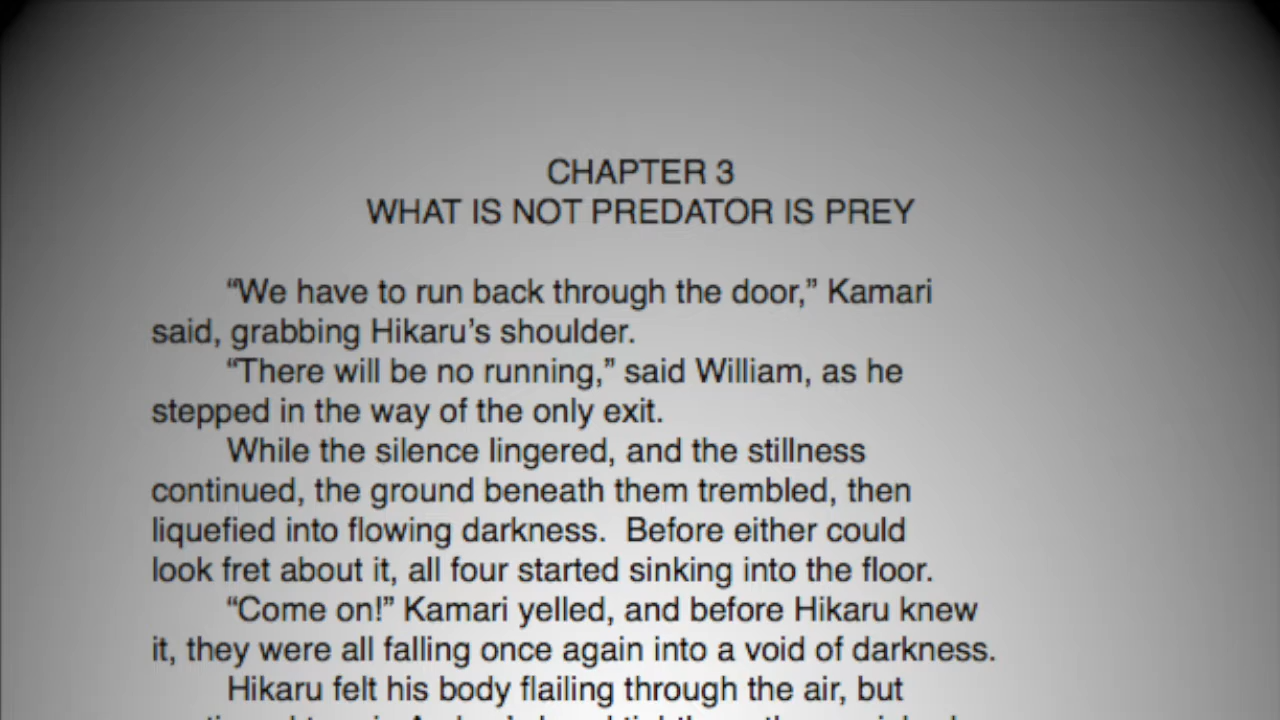 CHAPTER 3
WHAT IS NOT PREDATOR IS PREY
“We have to run back through the door,” Kamari
said, grabbing Hikaru’s shoulder.
“There will be no running,” said William, as he
stepped in the way of the only exit.
While the silence lingered, and the stillness
continued, the ground beneath them trembled, then
liquefied into flowing darkness.  Before either could
look fret about it, all four started sinking into the floor.
“Come on!” Kamari yelled, and before Hikaru knew
it, they were all falling once again into a void of darkness.
Hikaru felt his body flailing through the air, but